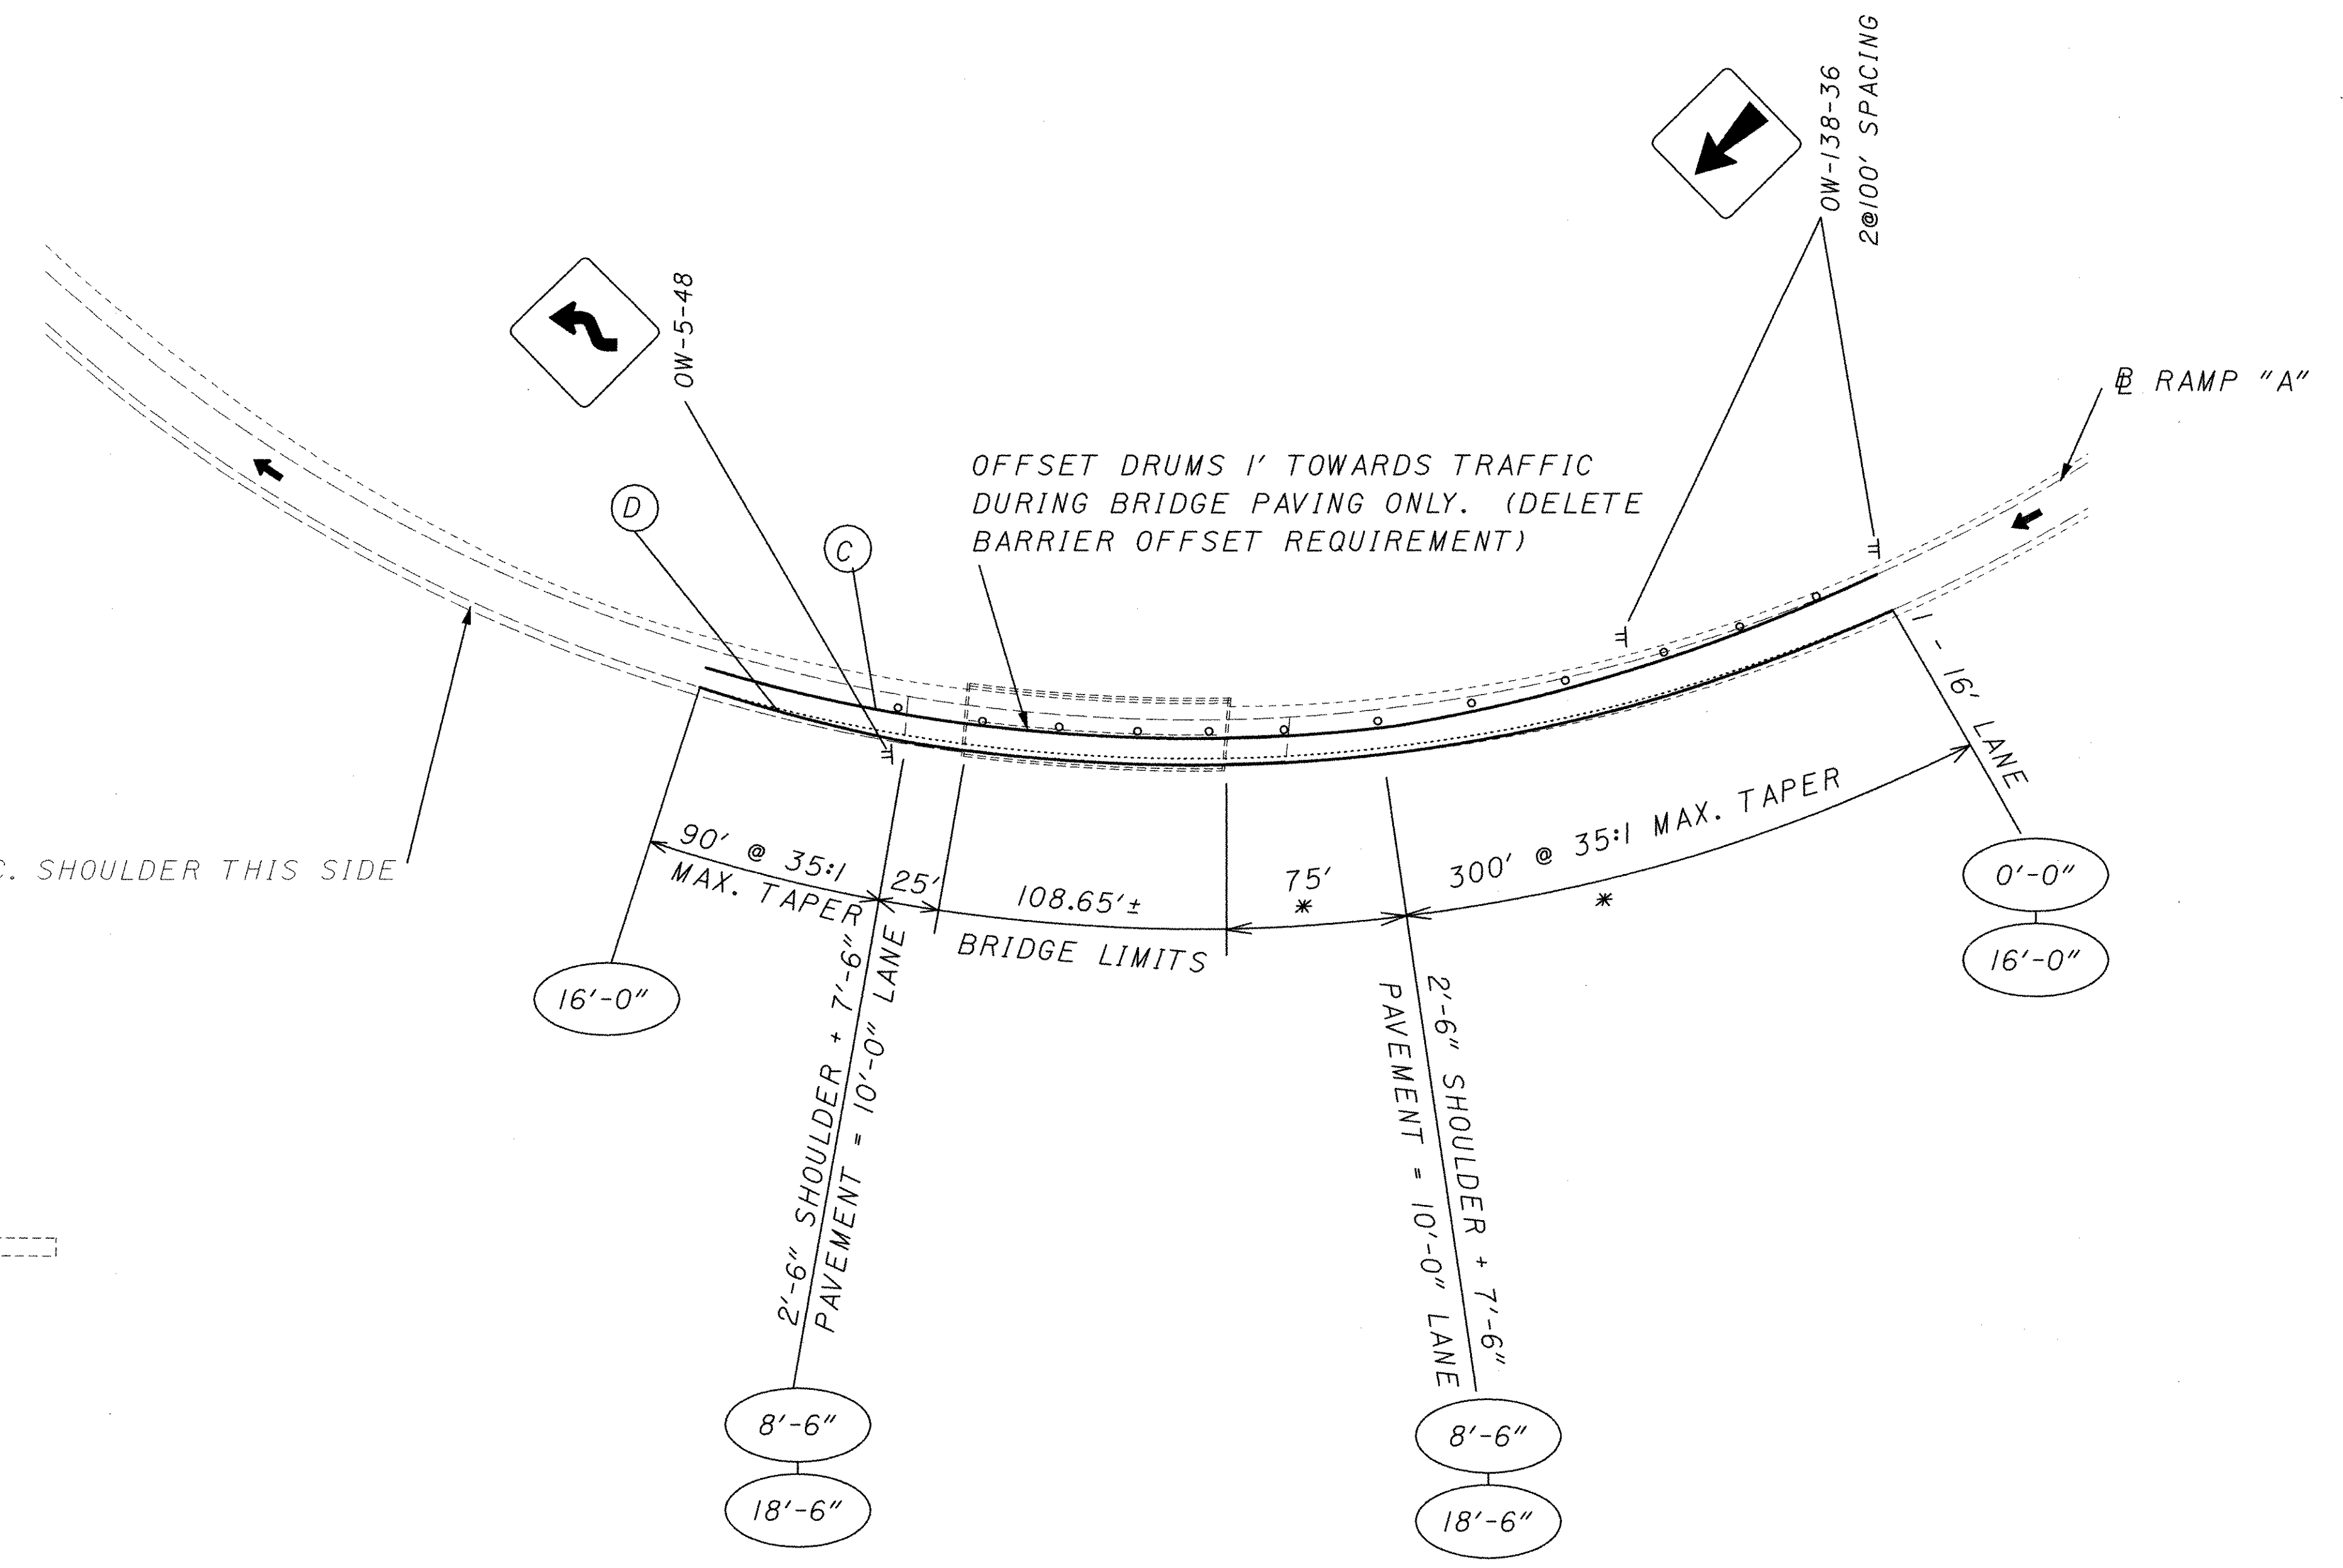 OW-138-36
2@100' SPACING
OW-5-48
RAMP "A"
OFFSET DRUMS 1' TOWARDS TRAFFIC
DURING BRIDGE PAVING ONLY. (DELETE
BARRIER OFFSET REQUIREMENT)
D
C
1 - 16' LANE
C. SHOULDER THIS SIDE
90' @ 35:1
MAX. TAPER
25'
108.65'±
BRIDGE LIMITS
75'
*
300' @ 35:1 MAX. TAPER
*
0'-0"
16'-0"
16'-0"
2'-6" SHOULDER + 7'-6"
PAVEMENT = 10'-0" LANE
2'-6" SHOULDER + 7'-6"
PAVEMENT = 10'-0" LANE
8'-6"
18'-6"
8'-6"
18'-6"